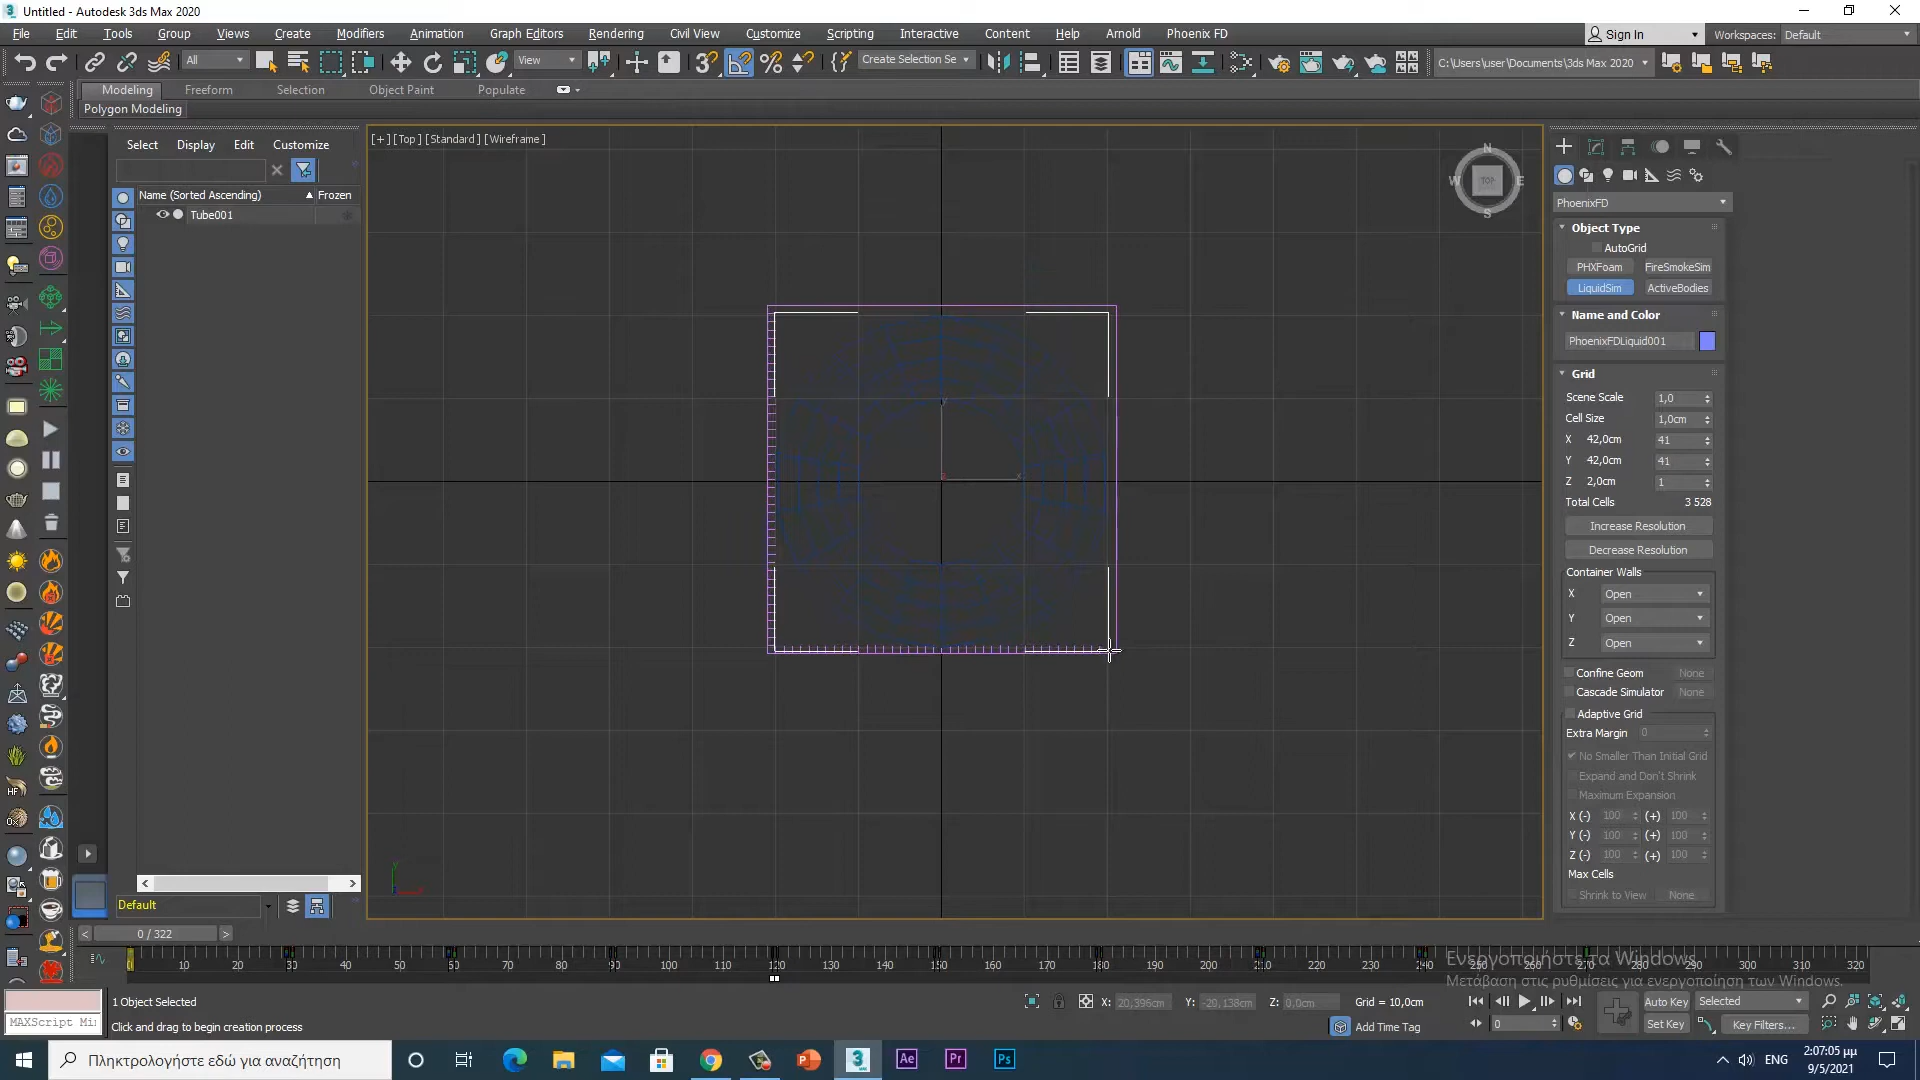 Untitled - Autodesk 3ds Max 2020
File Edit Tools Group Views Create Modifiers Animation Graph Editors Rendering Civil View Customize Scripting Interactive Content Help Arnold Phoenix FD Sign In Workspaces: Default
All View Create Selection Se C:\Users\user\Documents\3ds Max 2020
Modeling Freeform Selection Object Paint Populate
Polygon Modeling
Select Display Edit Customize
Name (Sorted Ascending) Frozen
Tube001
[+] [Top] [Standard] [Wireframe]
N
W TOP E
S
PhoenixFD
Object Type
AutoGrid
PHXFoam FireSmokeSim
LiquidSim ActiveBodies
Name and Color
PhoenixFDLiquid001
Grid
Scene Scale 1,0
Cell Size 1,0cm
X 42,0cm 41
Y 42,0cm 41
Z 2,0cm 1
Total Cells 3 528
Increase Resolution
Decrease Resolution
Container Walls
X Open
Y Open
Z Open
Confine Geom None
Cascade Simulator None
Adaptive Grid
Extra Margin 0
No Smaller Than Initial Grid
Expand and Don't Shrink
Maximum Expansion
X (-) 100 (+) 100
Y (-) 100 (+) 100
Z (-) 100 (+) 100
Max Cells
Shrink to View None
Default
0 / 322
10 20 30 40 50 60 70 80 90 100 110 120 130 140 150 160 170 180 190 200 210 220 230 240 250 260 270 280 290 300 310 320
Ενεργοποιήστε τα Windows
Μετάβαση στις ρυθμίσεις για ενεργοποίηση των Windows.
1 Object Selected X: 20,396cm Y: -20,138cm Z: 0,0cm Grid = 10,0cm Auto Key Selected
MAXScript Mi Click and drag to begin creation process Add Time Tag 0 Set Key Key Filters...
Πληκτρολογήστε εδώ για αναζήτηση 3 Ae Pr Ps ENG 2:07:05 μμ
9/5/2021